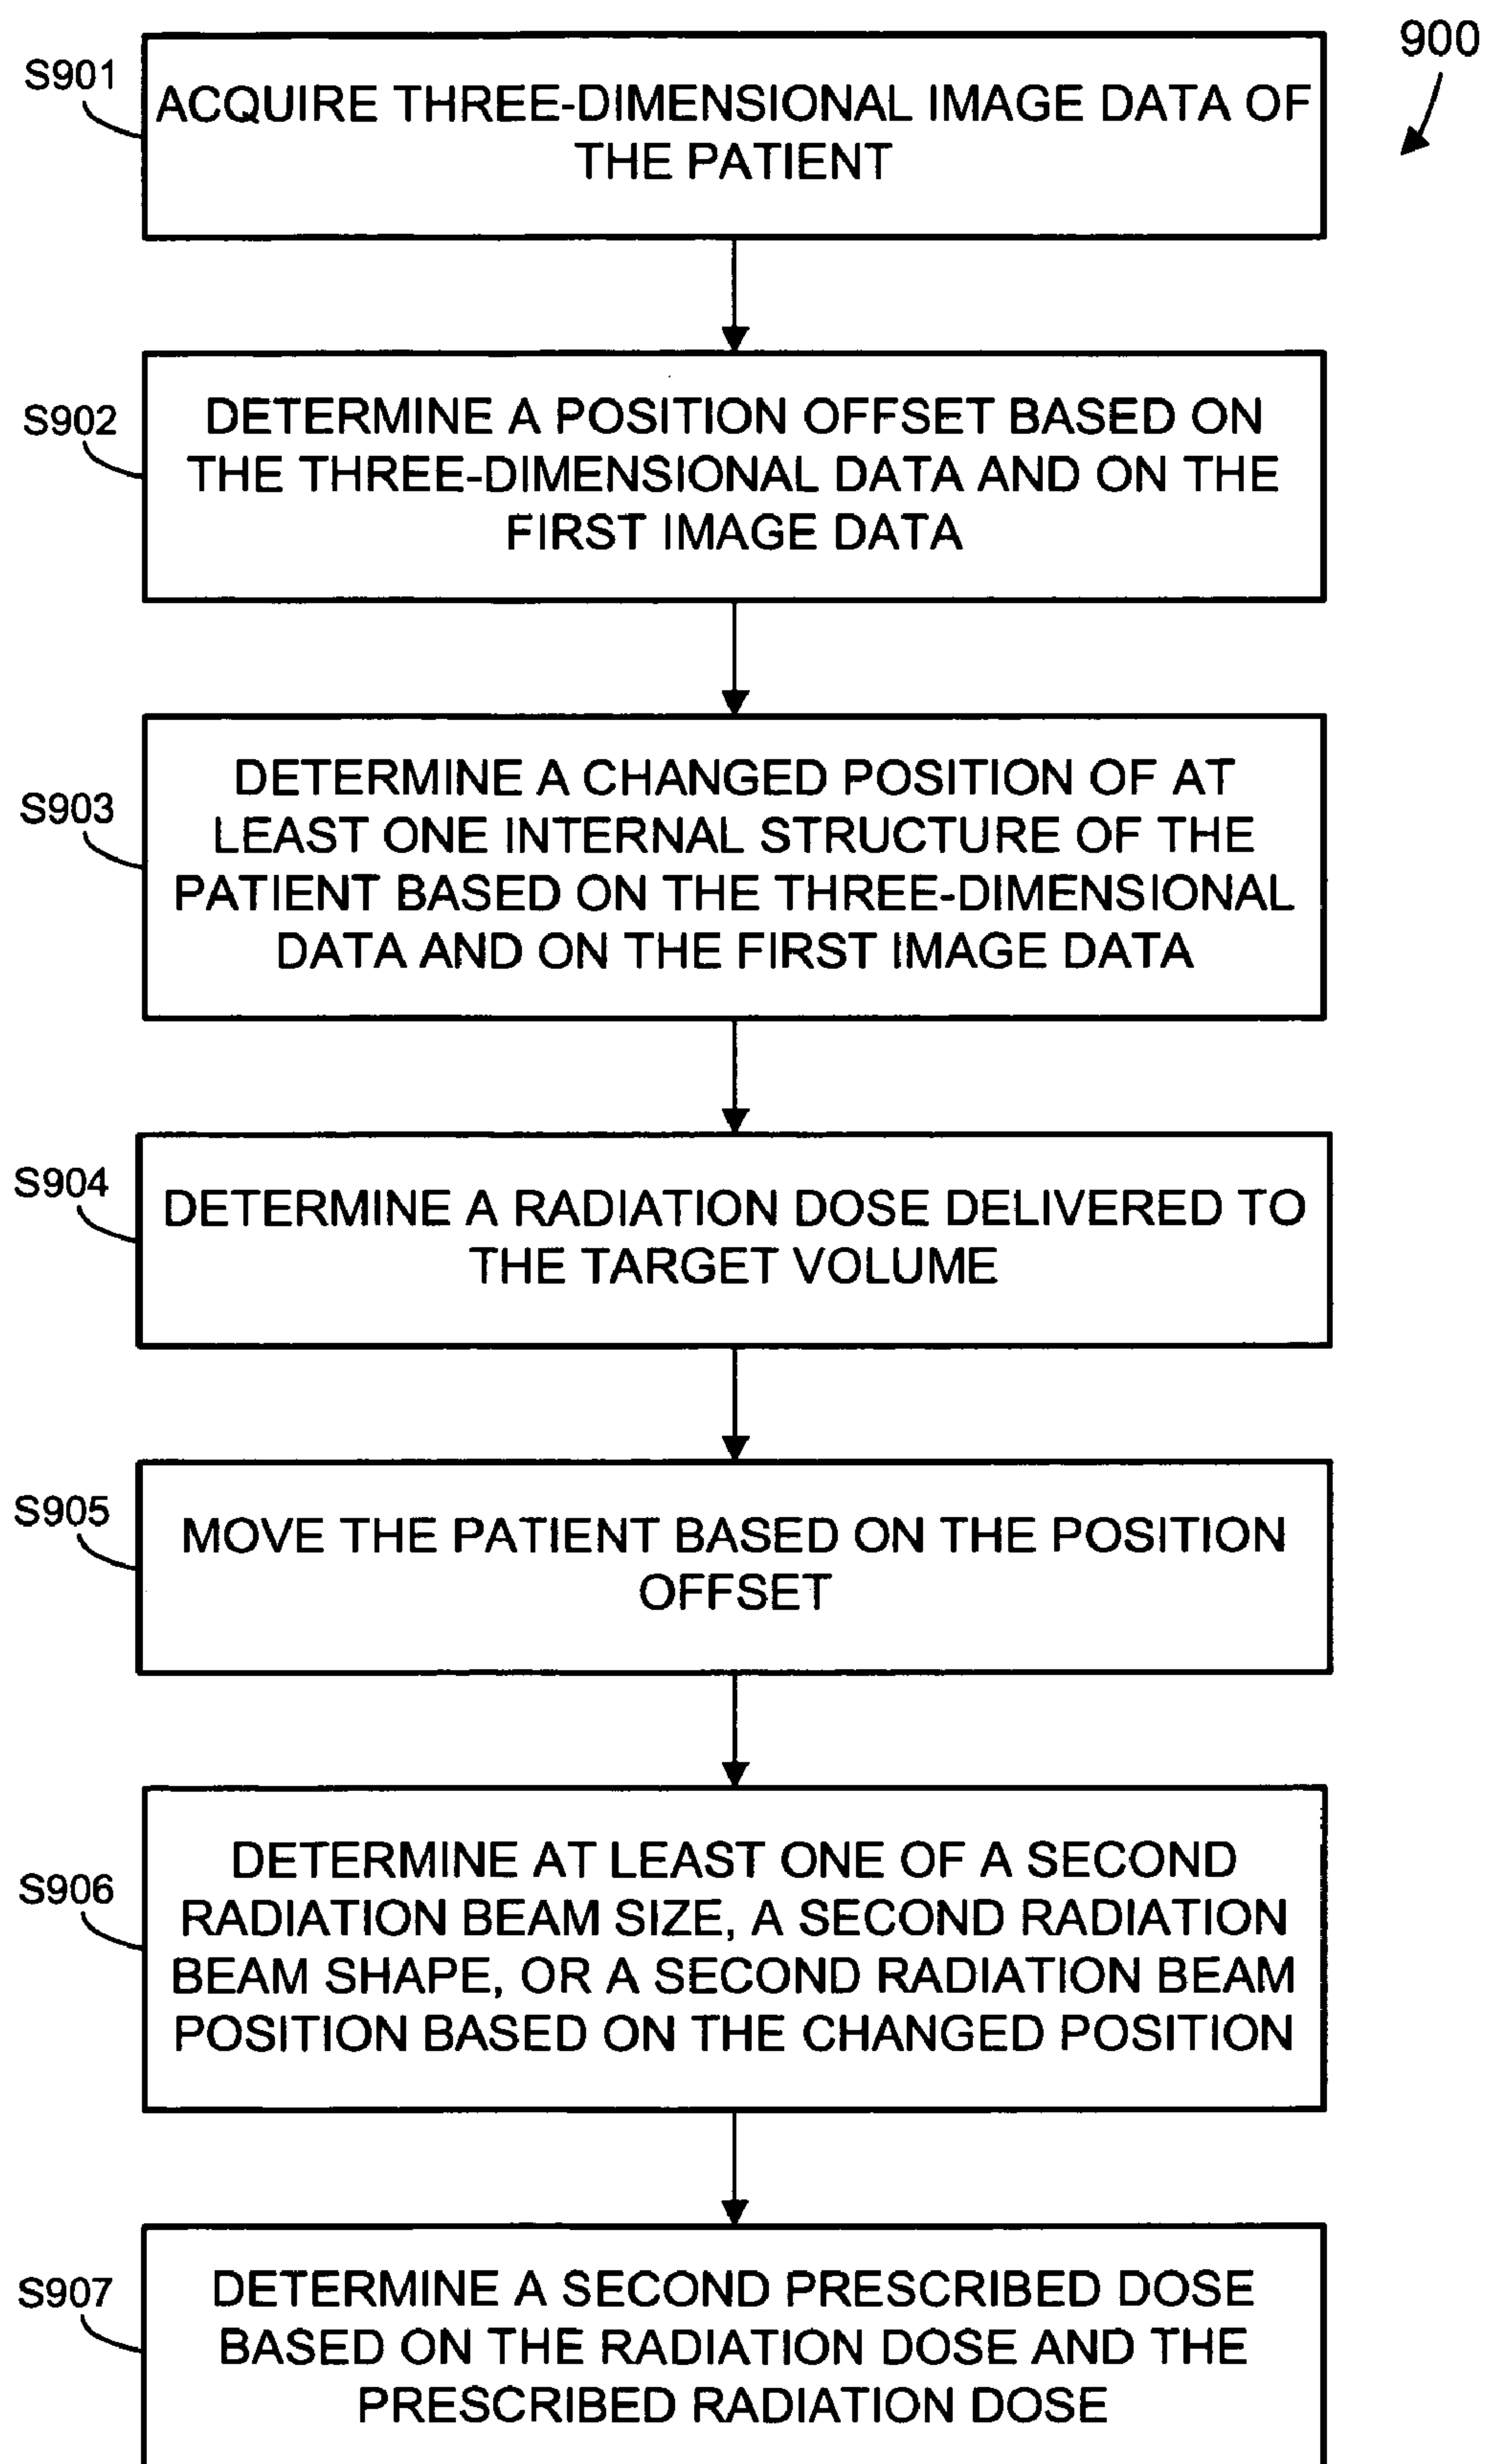 900
S901
ACQUIRE THREE-DIMENSIONAL IMAGE DATA OF
THE PATIENT
S902
DETERMINE A POSITION OFFSET BASED ON
THE THREE-DIMENSIONAL DATA AND ON THE
FIRST IMAGE DATA
S903
DETERMINE A CHANGED POSITION OF AT
LEAST ONE INTERNAL STRUCTURE OF THE
PATIENT BASED ON THE THREE-DIMENSIONAL
DATA AND ON THE FIRST IMAGE DATA
S904
DETERMINE A RADIATION DOSE DELIVERED TO
THE TARGET VOLUME
S905
MOVE THE PATIENT BASED ON THE POSITION
OFFSET
S906
DETERMINE AT LEAST ONE OF A SECOND
RADIATION BEAM SIZE, A SECOND RADIATION
BEAM SHAPE, OR A SECOND RADIATION BEAM
POSITION BASED ON THE CHANGED POSITION
S907
DETERMINE A SECOND PRESCRIBED DOSE
BASED ON THE RADIATION DOSE AND THE
PRESCRIBED RADIATION DOSE